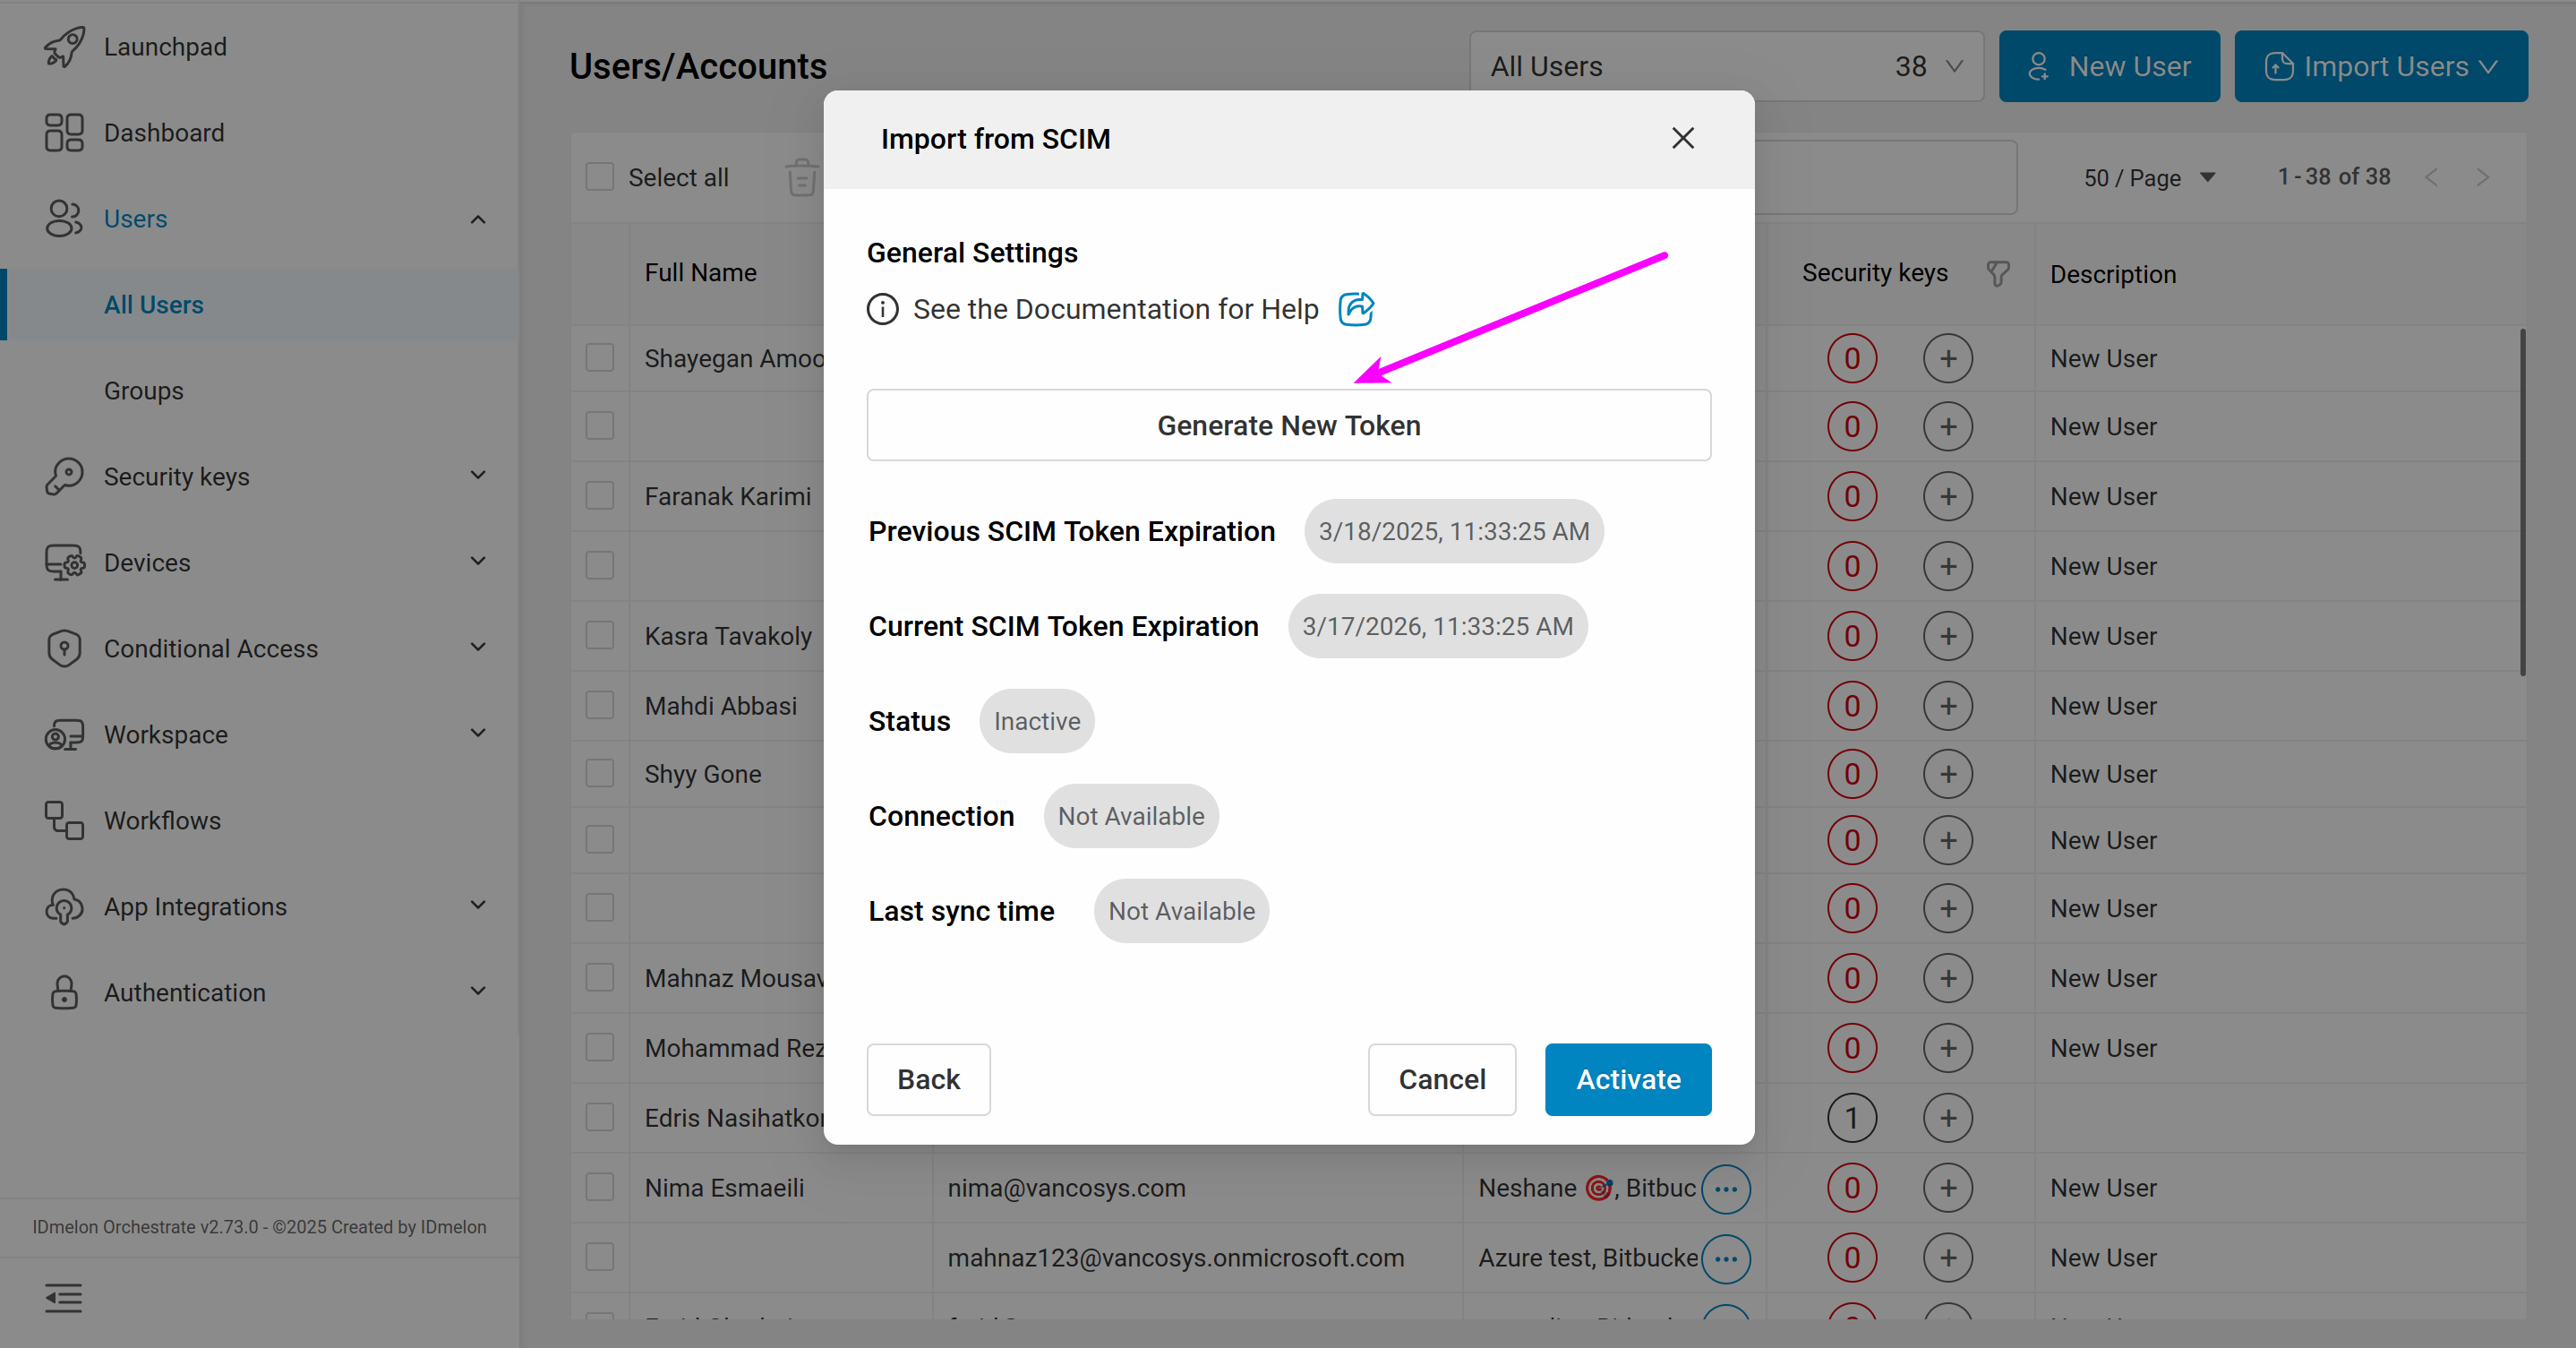 Launchpad
Dashboard
Users
All Users
Groups
Security keys
Devices
Conditional Access
Workspace
Workflows
App Integrations
Authentication
IDmelon Orchestrate v2.73.0 - ©2025 Created by IDmelon
Users/Accounts
All Users 38
New User
Import Users
Select all
50 / Page
1 - 38 of 38
Full Name
Security keys
Description
Shayegan Amoo
0 New User
0 New User
Faranak Karimi
0 New User
0 New User
Kasra Tavakoly
0 New User
Mahdi Abbasi
0 New User
Shyy Gone
0 New User
0 New User
0 New User
Mahnaz Mousav
0 New User
Mohammad Rez
0 New User
Edris Nasihatko
1
Nima Esmaeili nima@vancosys.com Neshane 🎯, Bitbuc ••• 0 New User
mahnaz123@vancosys.onmicrosoft.com Azure test, Bitbucke ••• 0 New User
Import from SCIM
General Settings
See the Documentation for Help
Generate New Token
Previous SCIM Token Expiration 3/18/2025, 11:33:25 AM
Current SCIM Token Expiration 3/17/2026, 11:33:25 AM
Status Inactive
Connection Not Available
Last sync time Not Available
Back
Cancel
Activate